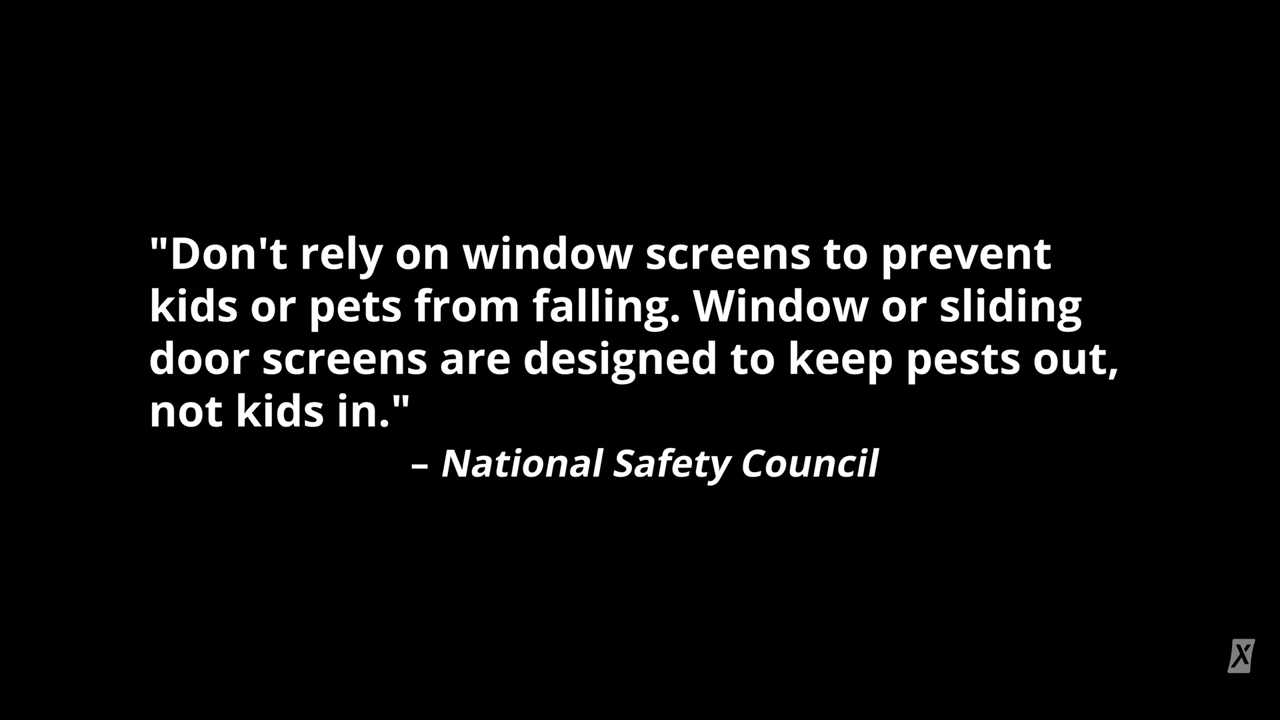 "Don't rely on window screens to prevent
kids or pets from falling. Window or sliding
door screens are designed to keep pests out,
not kids in."
– National Safety Council
X